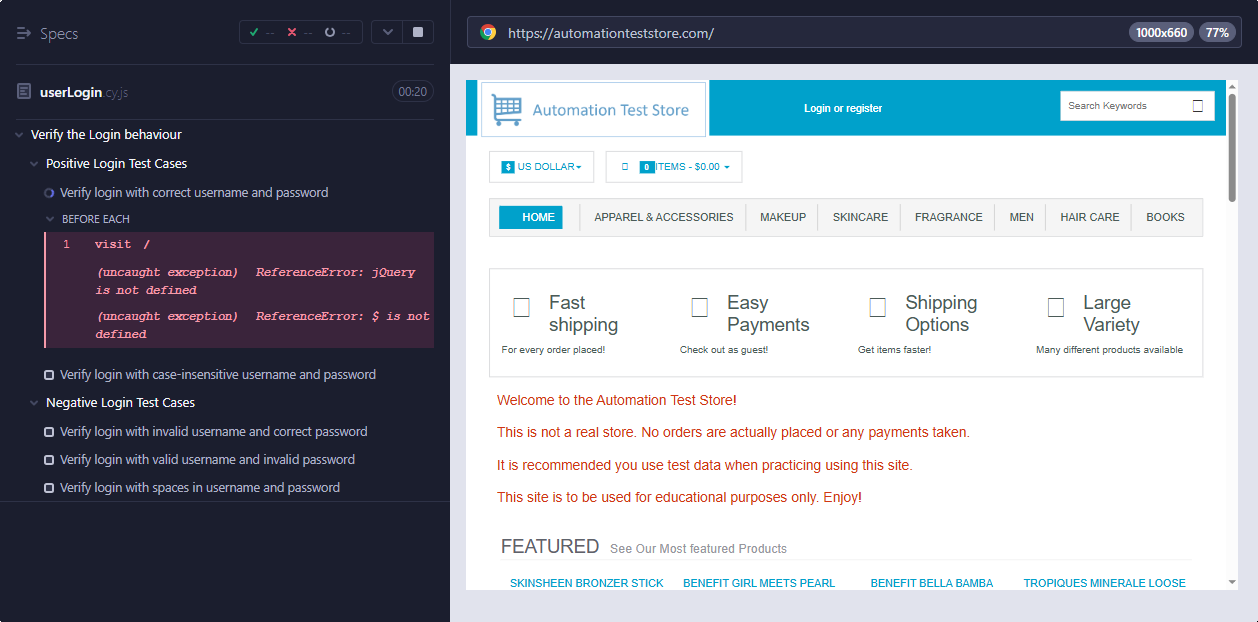 Specs
-- -- --
userLogin.cy.js 00:20
Verify the Login behaviour
Positive Login Test Cases
Verify login with correct username and password
BEFORE EACH
1 visit /
(uncaught exception) ReferenceError: jQuery
is not defined
(uncaught exception) ReferenceError: $ is not
defined
Verify login with case-insensitive username and password
Negative Login Test Cases
Verify login with invalid username and correct password
Verify login with valid username and invalid password
Verify login with spaces in username and password
https://automationteststore.com/ 1000x660 77%
Automation Test Store
Login or register
Search Keywords
$ US DOLLAR
0 ITEMS - $0.00
HOME APPAREL & ACCESSORIES MAKEUP SKINCARE FRAGRANCE MEN HAIR CARE BOOKS
Fast
shipping
For every order placed!
Easy
Payments
Check out as guest!
Shipping
Options
Get items faster!
Large
Variety
Many different products available
Welcome to the Automation Test Store!
This is not a real store. No orders are actually placed or any payments taken.
It is recommended you use test data when practicing using this site.
This site is to be used for educational purposes only. Enjoy!
FEATURED See Our Most featured Products
SKINSHEEN BRONZER STICK BENEFIT GIRL MEETS PEARL BENEFIT BELLA BAMBA TROPIQUES MINERALE LOOSE